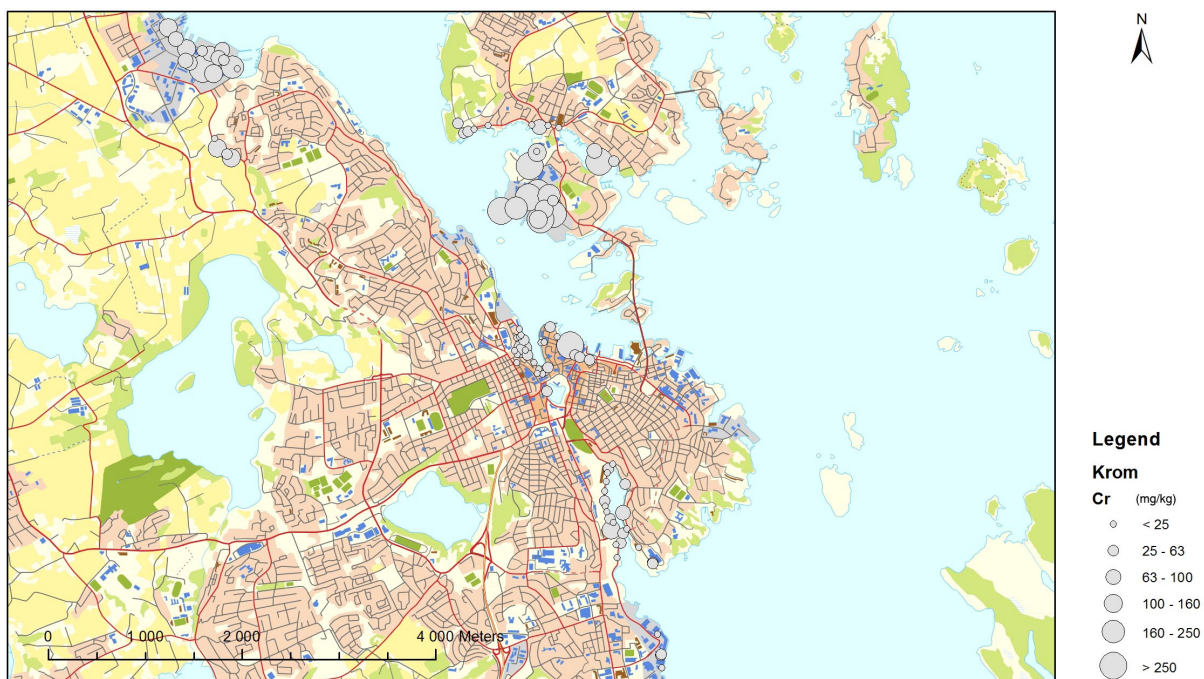 N
0
1 000
2 000
4 000 Meters
Legend
Krom
Cr (mg/kg)
< 25
25 - 63
63 - 100
100 - 160
160 - 250
> 250